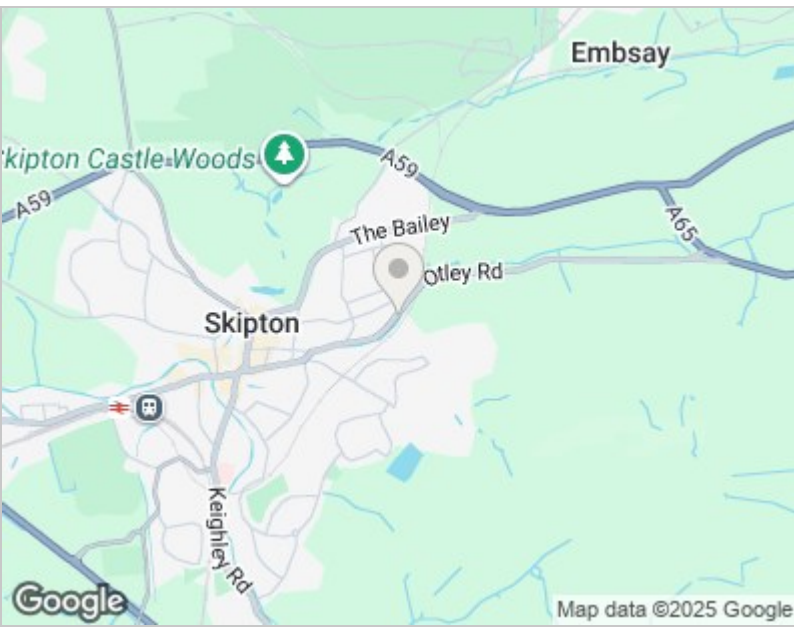 Embsay
kipton Castle Woods
A59
A59
A65
The Bailey
Otley Rd
Skipton
Keighley Rd
Google
Map data ©2025 Google